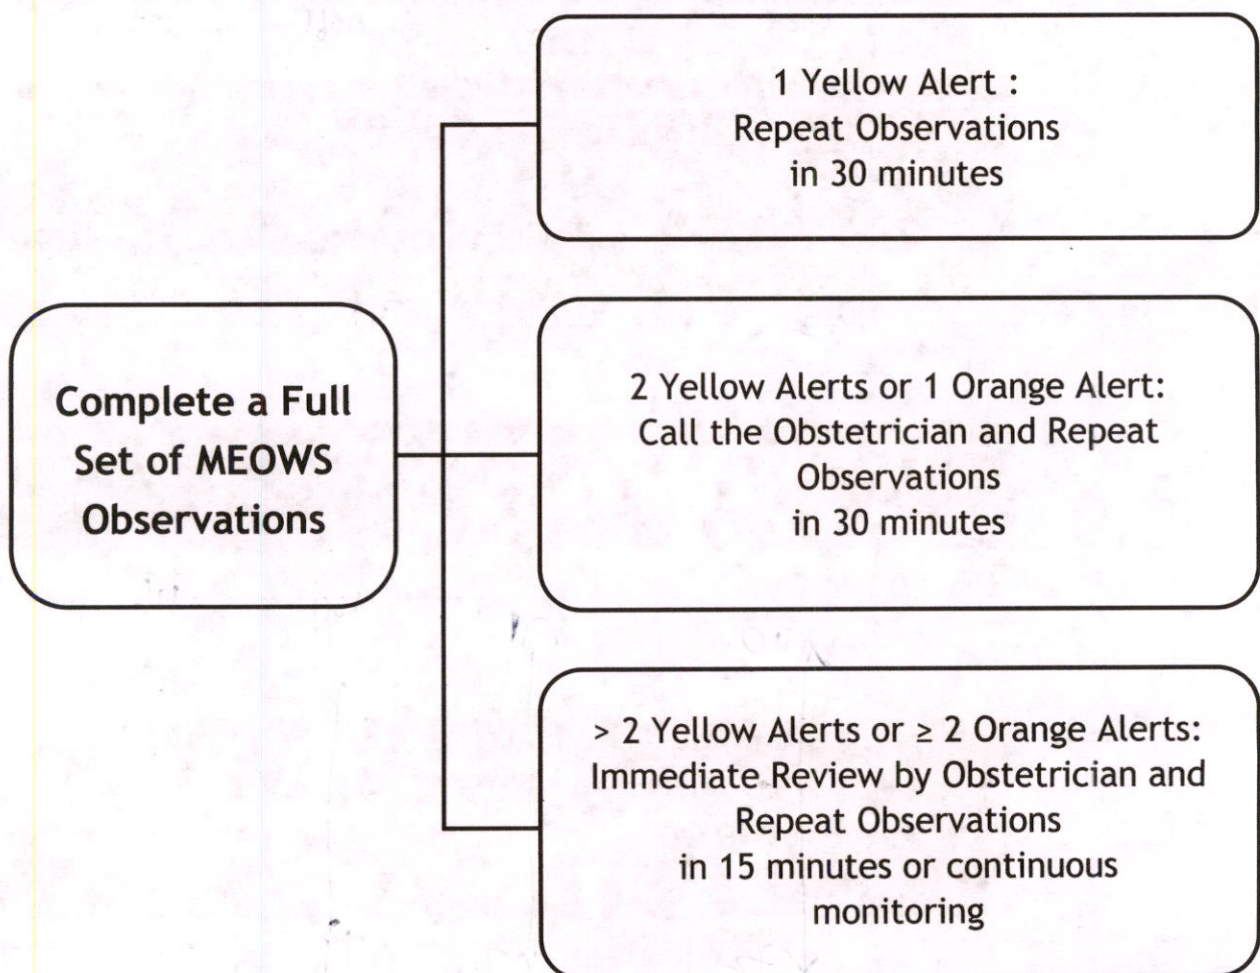 Complete a Full
Set of MEOWS
Observations
1 Yellow Alert :
Repeat Observations
in 30 minutes
2 Yellow Alerts or 1 Orange Alert:
Call the Obstetrician and Repeat
Observations
in 30 minutes
> 2 Yellow Alerts or ≥ 2 Orange Alerts:
Immediate Review by Obstetrician and
Repeat Observations
in 15 minutes or continuous
monitoring